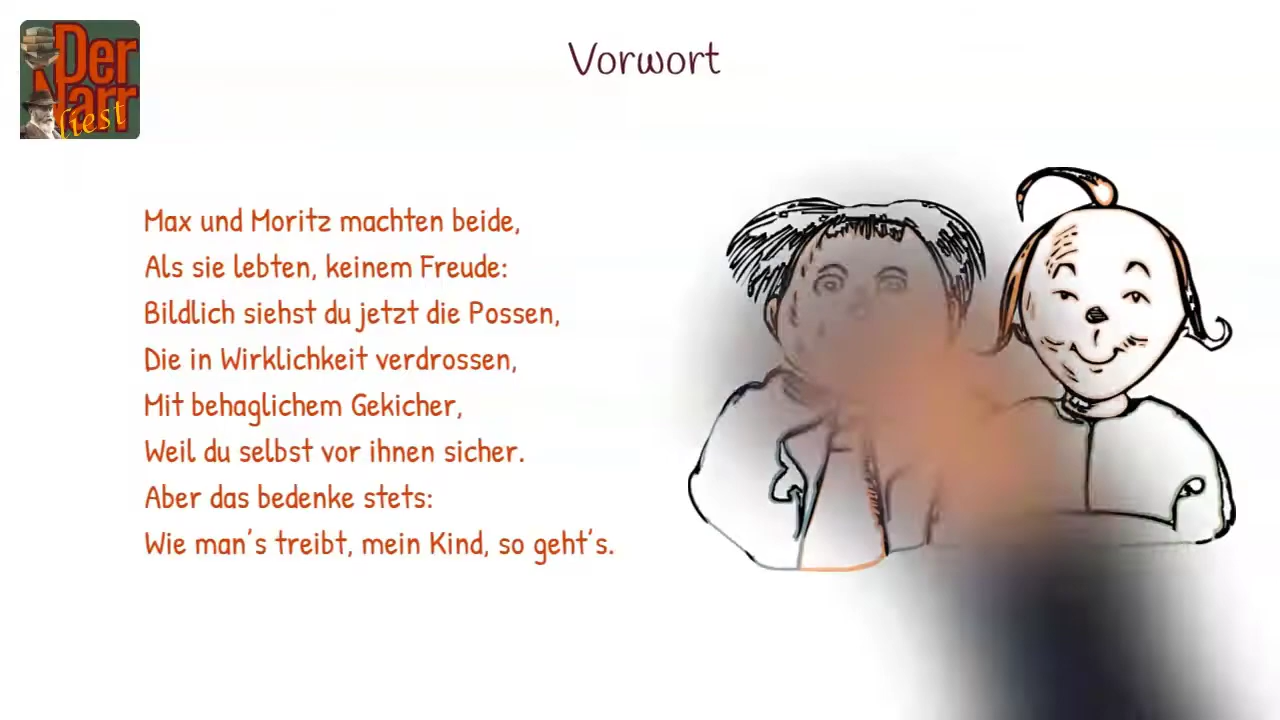 Der
Narr
liest
Vorwort
Max und Moritz machten beide,
Als sie lebten, keinem Freude:
Bildlich siehst du jetzt die Possen,
Die in Wirklichkeit verdrossen,
Mit behaglichem Gekicher,
Weil du selbst vor ihnen sicher.
Aber das bedenke stets:
Wie man's treibt, mein Kind, so geht's.